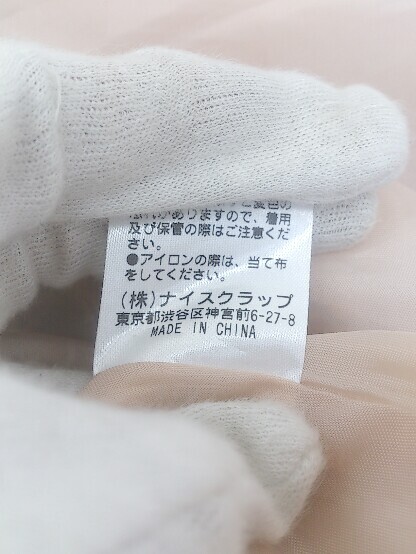 がありますので、着用
及び保管の際はご注意くだ
さい。
●アイロンの際は、当て布
をしてください。
(株)ナイスクラップ
東京都渋谷区神宮前6-27-8
MADE IN CHINA